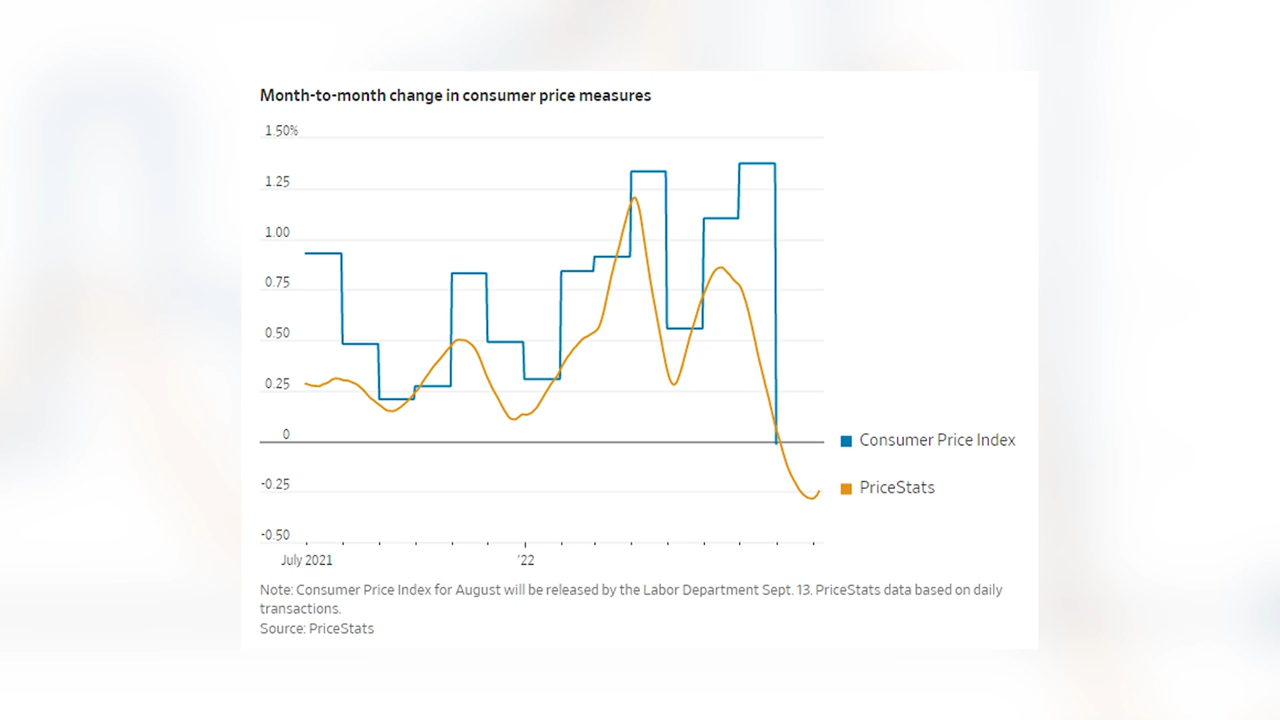 Month-to-month change in consumer price measures
1.50%
1.25
1.00
0.75
0.50
0.25
0
-0.25
-0.50
July 2021
'22
Consumer Price Index
PriceStats
Note: Consumer Price Index for August will be released by the Labor Department Sept. 13. PriceStats data based on daily
transactions.
Source: PriceStats